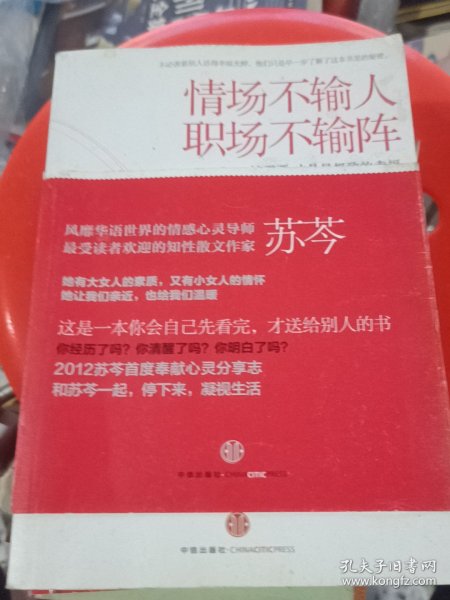 情场不输人
职场不输阵
风靡华语世界的情感心灵导师
最受读者欢迎的知性散文作家
苏芩
她有大女人的素质，又有小女人的情怀
她让我们亲近，也给我们温暖
这是一本你会自己先看完，才送给别人的书
你经历了吗？你清醒了吗？你明白了吗？
2012苏芩首度奉献心灵分享志
和苏芩一起，停下来，凝视生活
中信出版社·CHINACITICPRESS
中信出版社·CHINACITICPRESS
孔夫子旧书网
www.kongfz.com